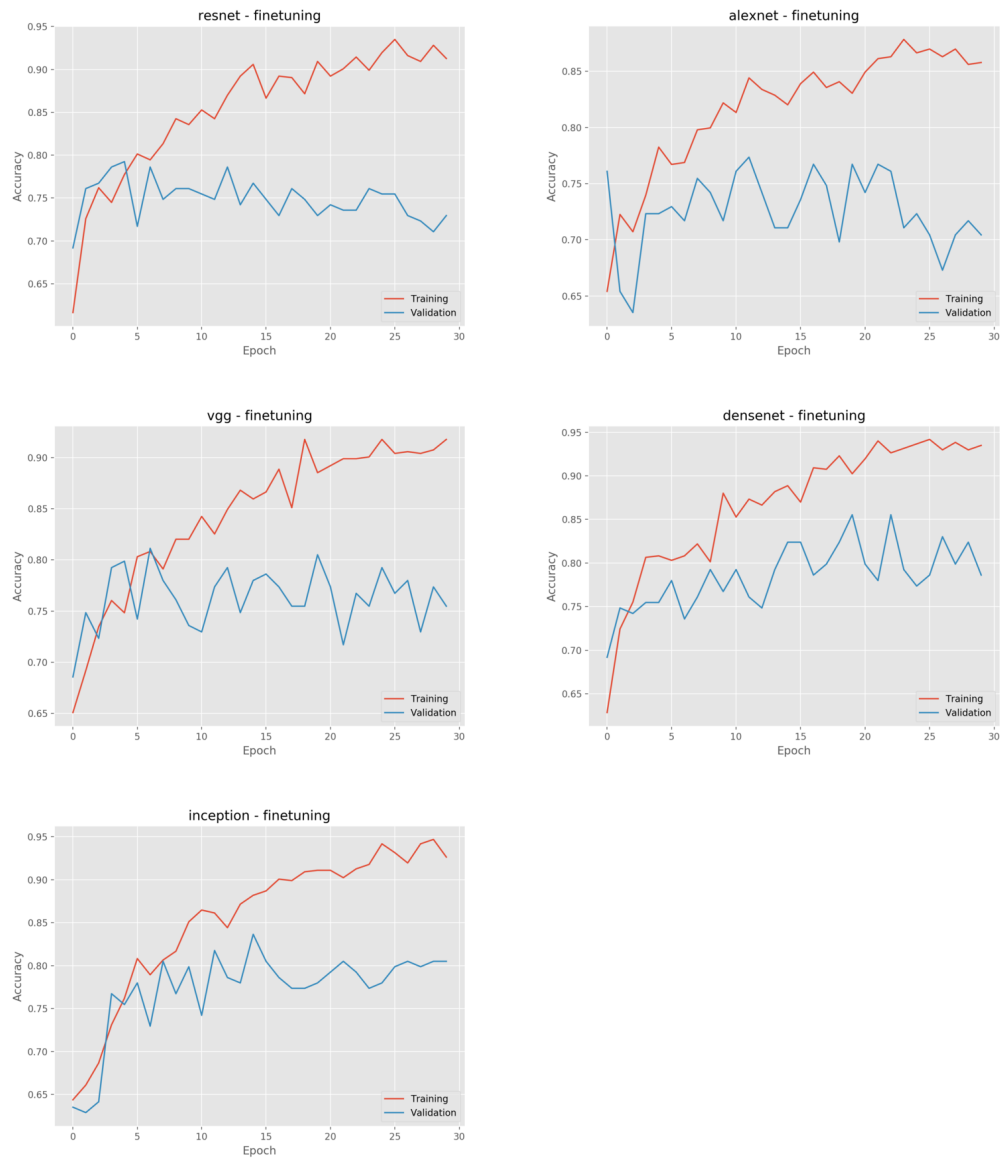 resnet - finetuning
0.95
0.90
0.85
0.80
0.75
0.70
0.65
Accuracy
0 5 10 15 20 25 30
Epoch
Training
Validation
alexnet - finetuning
0.85
0.80
0.75
0.70
0.65
Accuracy
0 5 10 15 20 25 30
Epoch
Training
Validation
vgg - finetuning
0.90
0.85
0.80
0.75
0.70
0.65
Accuracy
0 5 10 15 20 25 30
Epoch
Training
Validation
densenet - finetuning
0.95
0.90
0.85
0.80
0.75
0.70
0.65
Accuracy
0 5 10 15 20 25 30
Epoch
Training
Validation
inception - finetuning
0.95
0.90
0.85
0.80
0.75
0.70
0.65
Accuracy
0 5 10 15 20 25 30
Epoch
Training
Validation